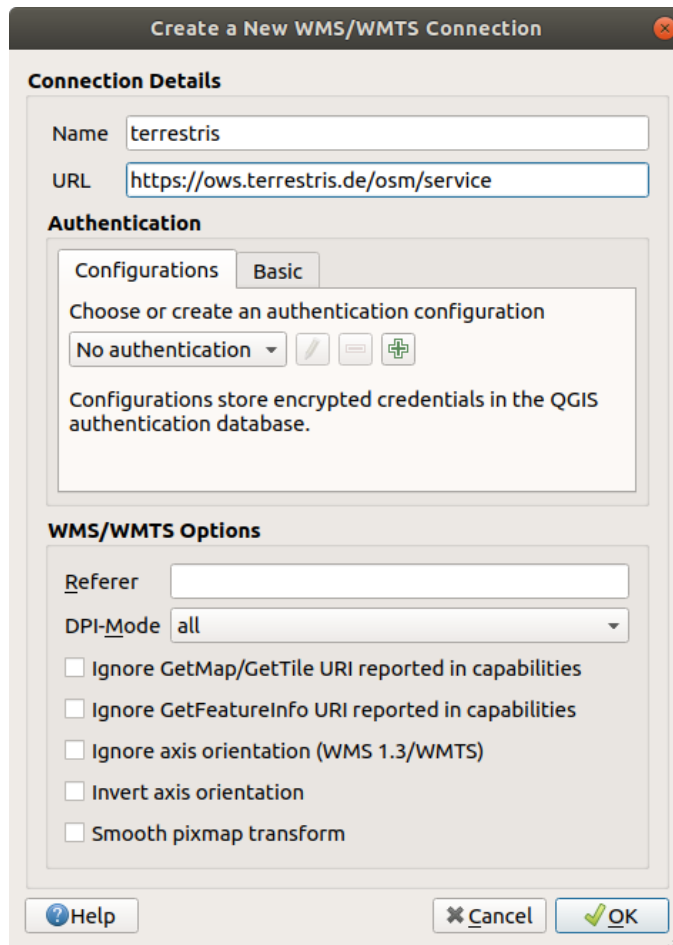 Create a New WMS/WMTS Connection
Connection Details
Name terrestris
URL https://ows.terrestris.de/osm/service
Authentication
Configurations Basic
Choose or create an authentication configuration
No authentication
Configurations store encrypted credentials in the QGIS
authentication database.
WMS/WMTS Options
Referer
DPI-Mode all
Ignore GetMap/GetTile URI reported in capabilities
Ignore GetFeatureInfo URI reported in capabilities
Ignore axis orientation (WMS 1.3/WMTS)
Invert axis orientation
Smooth pixmap transform
Help Cancel OK